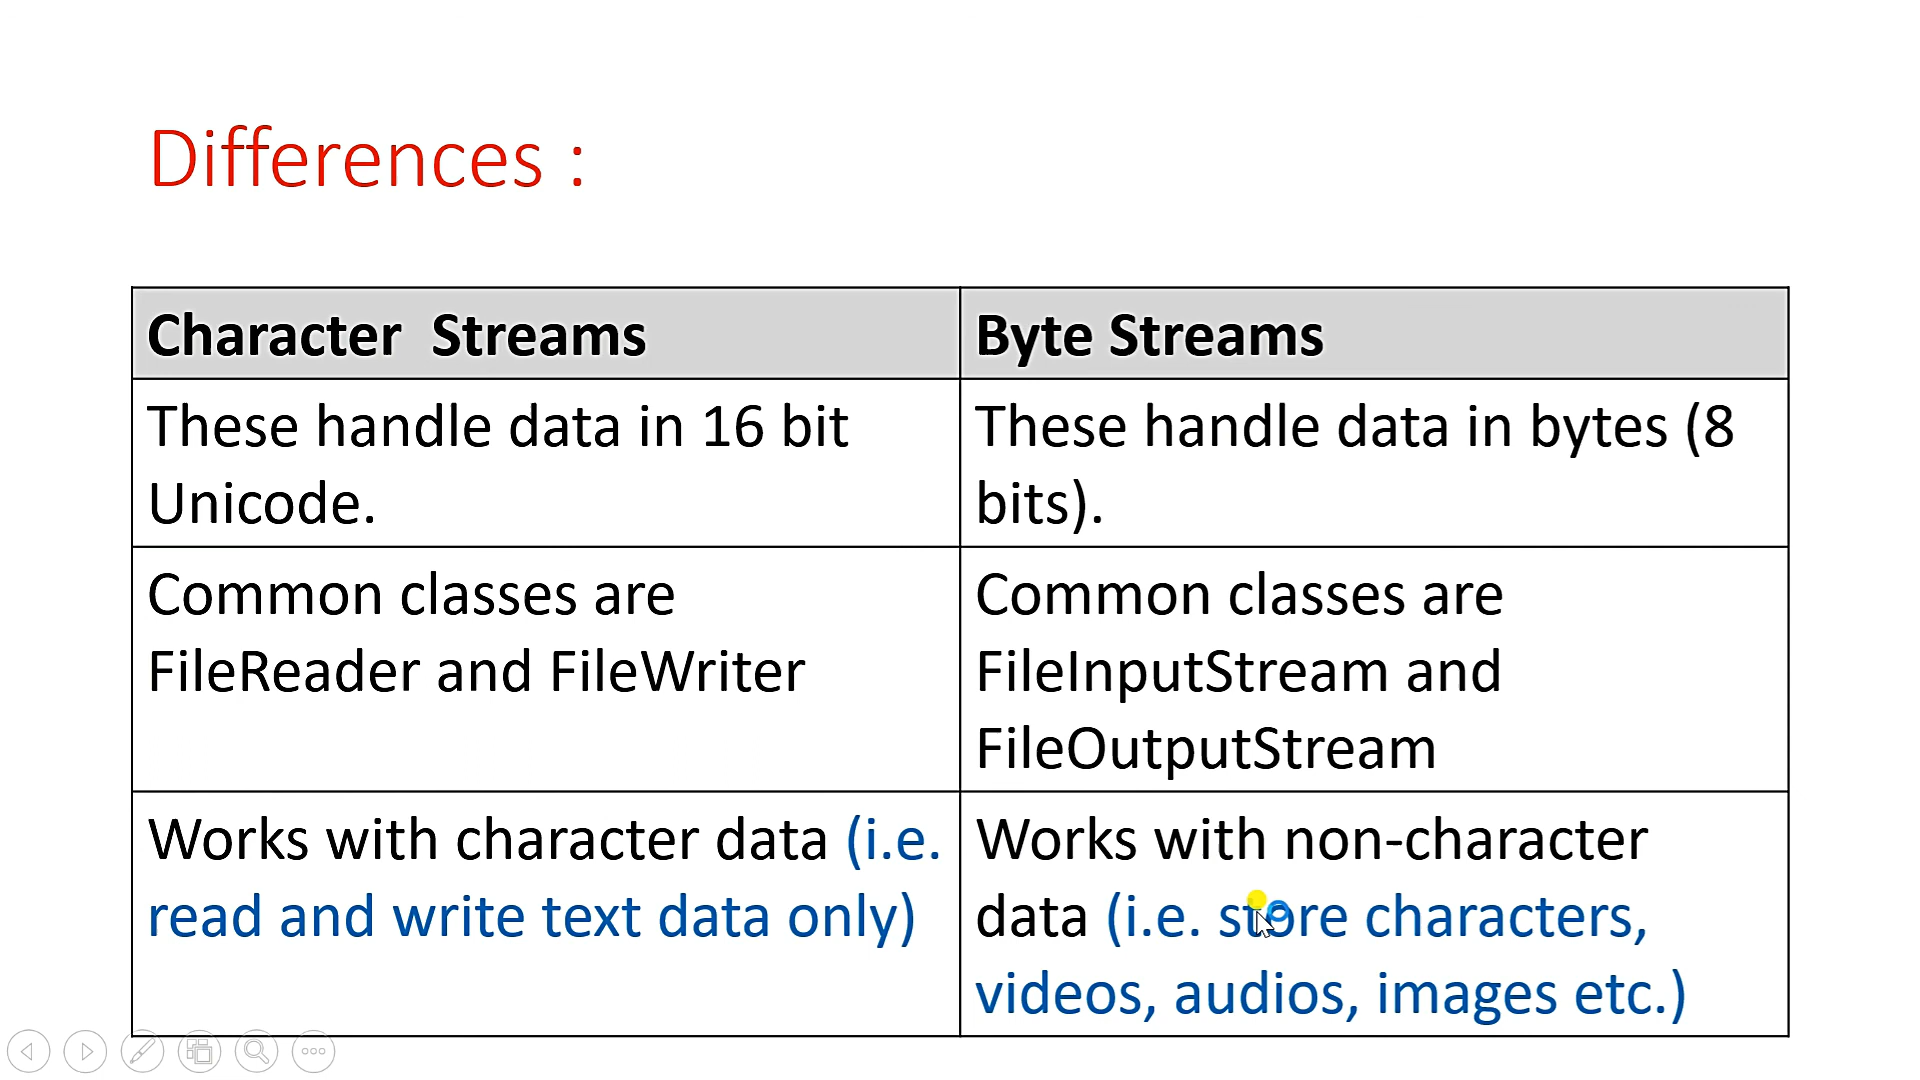 Differences :
Character  Streams
Byte Streams
These handle data in 16 bit
Unicode.
These handle data in bytes (8
bits).
Common classes are
FileReader and FileWriter
Common classes are
FileInputStream and
FileOutputStream
Works with character data (i.e.
read and write text data only)
Works with non-character
data (i.e. store characters,
videos, audios, images etc.)